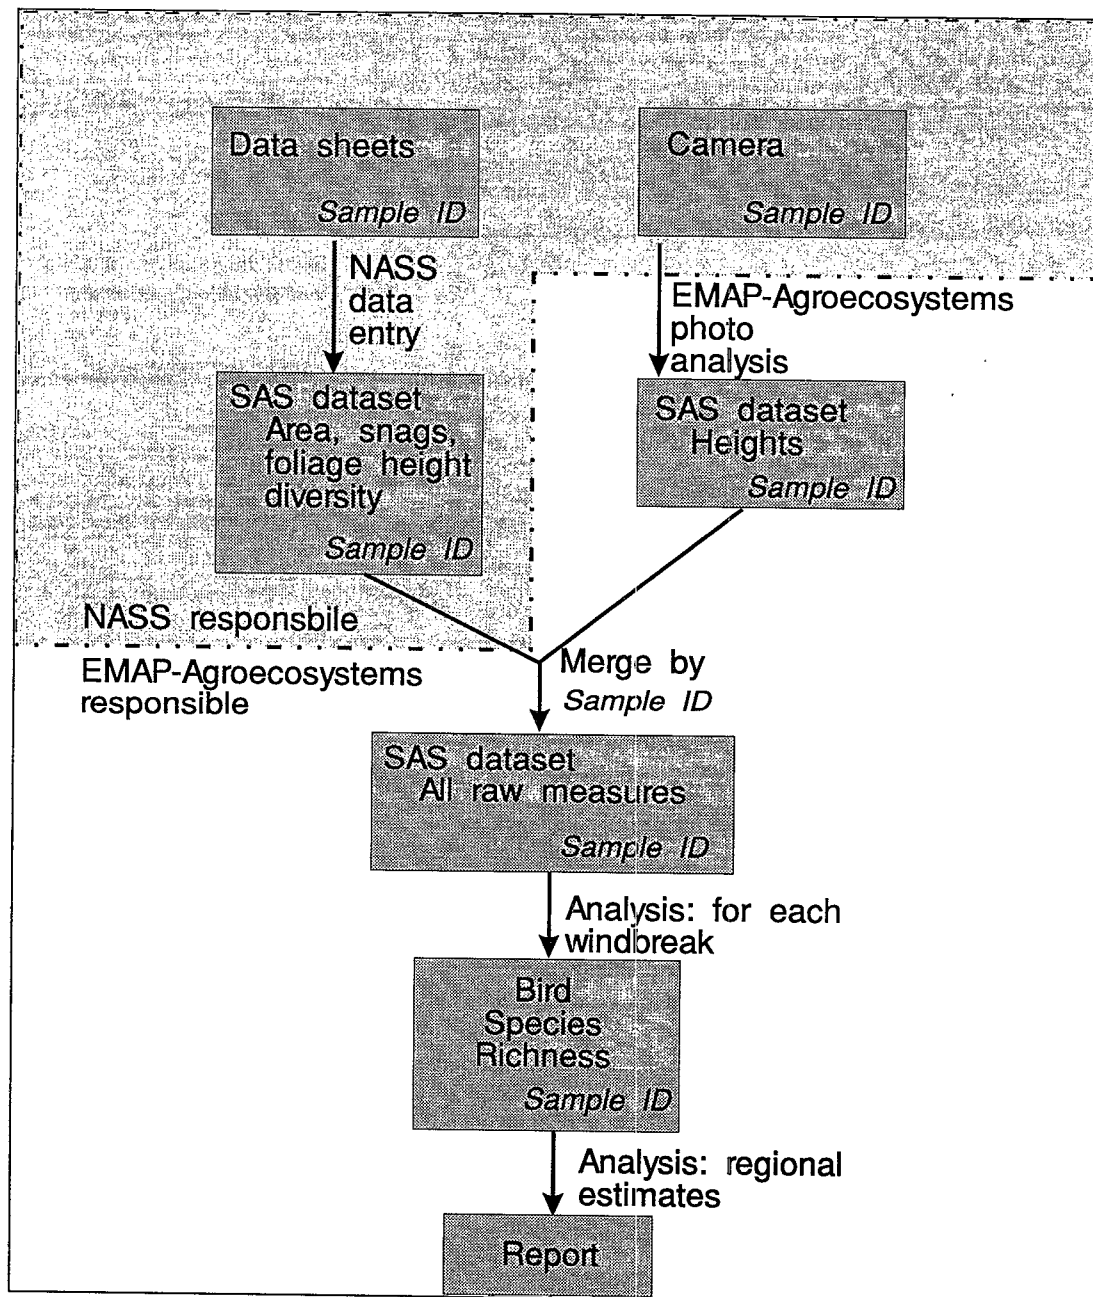 Data sheets
Sample ID
Camera
Sample ID
NASS
data
entry
EMAP-Agroecosystems
photo
analysis
SAS dataset
Area, snags,
foliage height
diversity
Sample ID
SAS dataset
Heights
Sample ID
NASS responsbile
EMAP-Agroecosystems
responsible
Merge by
Sample ID
SAS dataset
All raw measures
Sample ID
Analysis: for each
windbreak
Bird
Species
Richness
Sample ID
Analysis: regional
estimates
Report